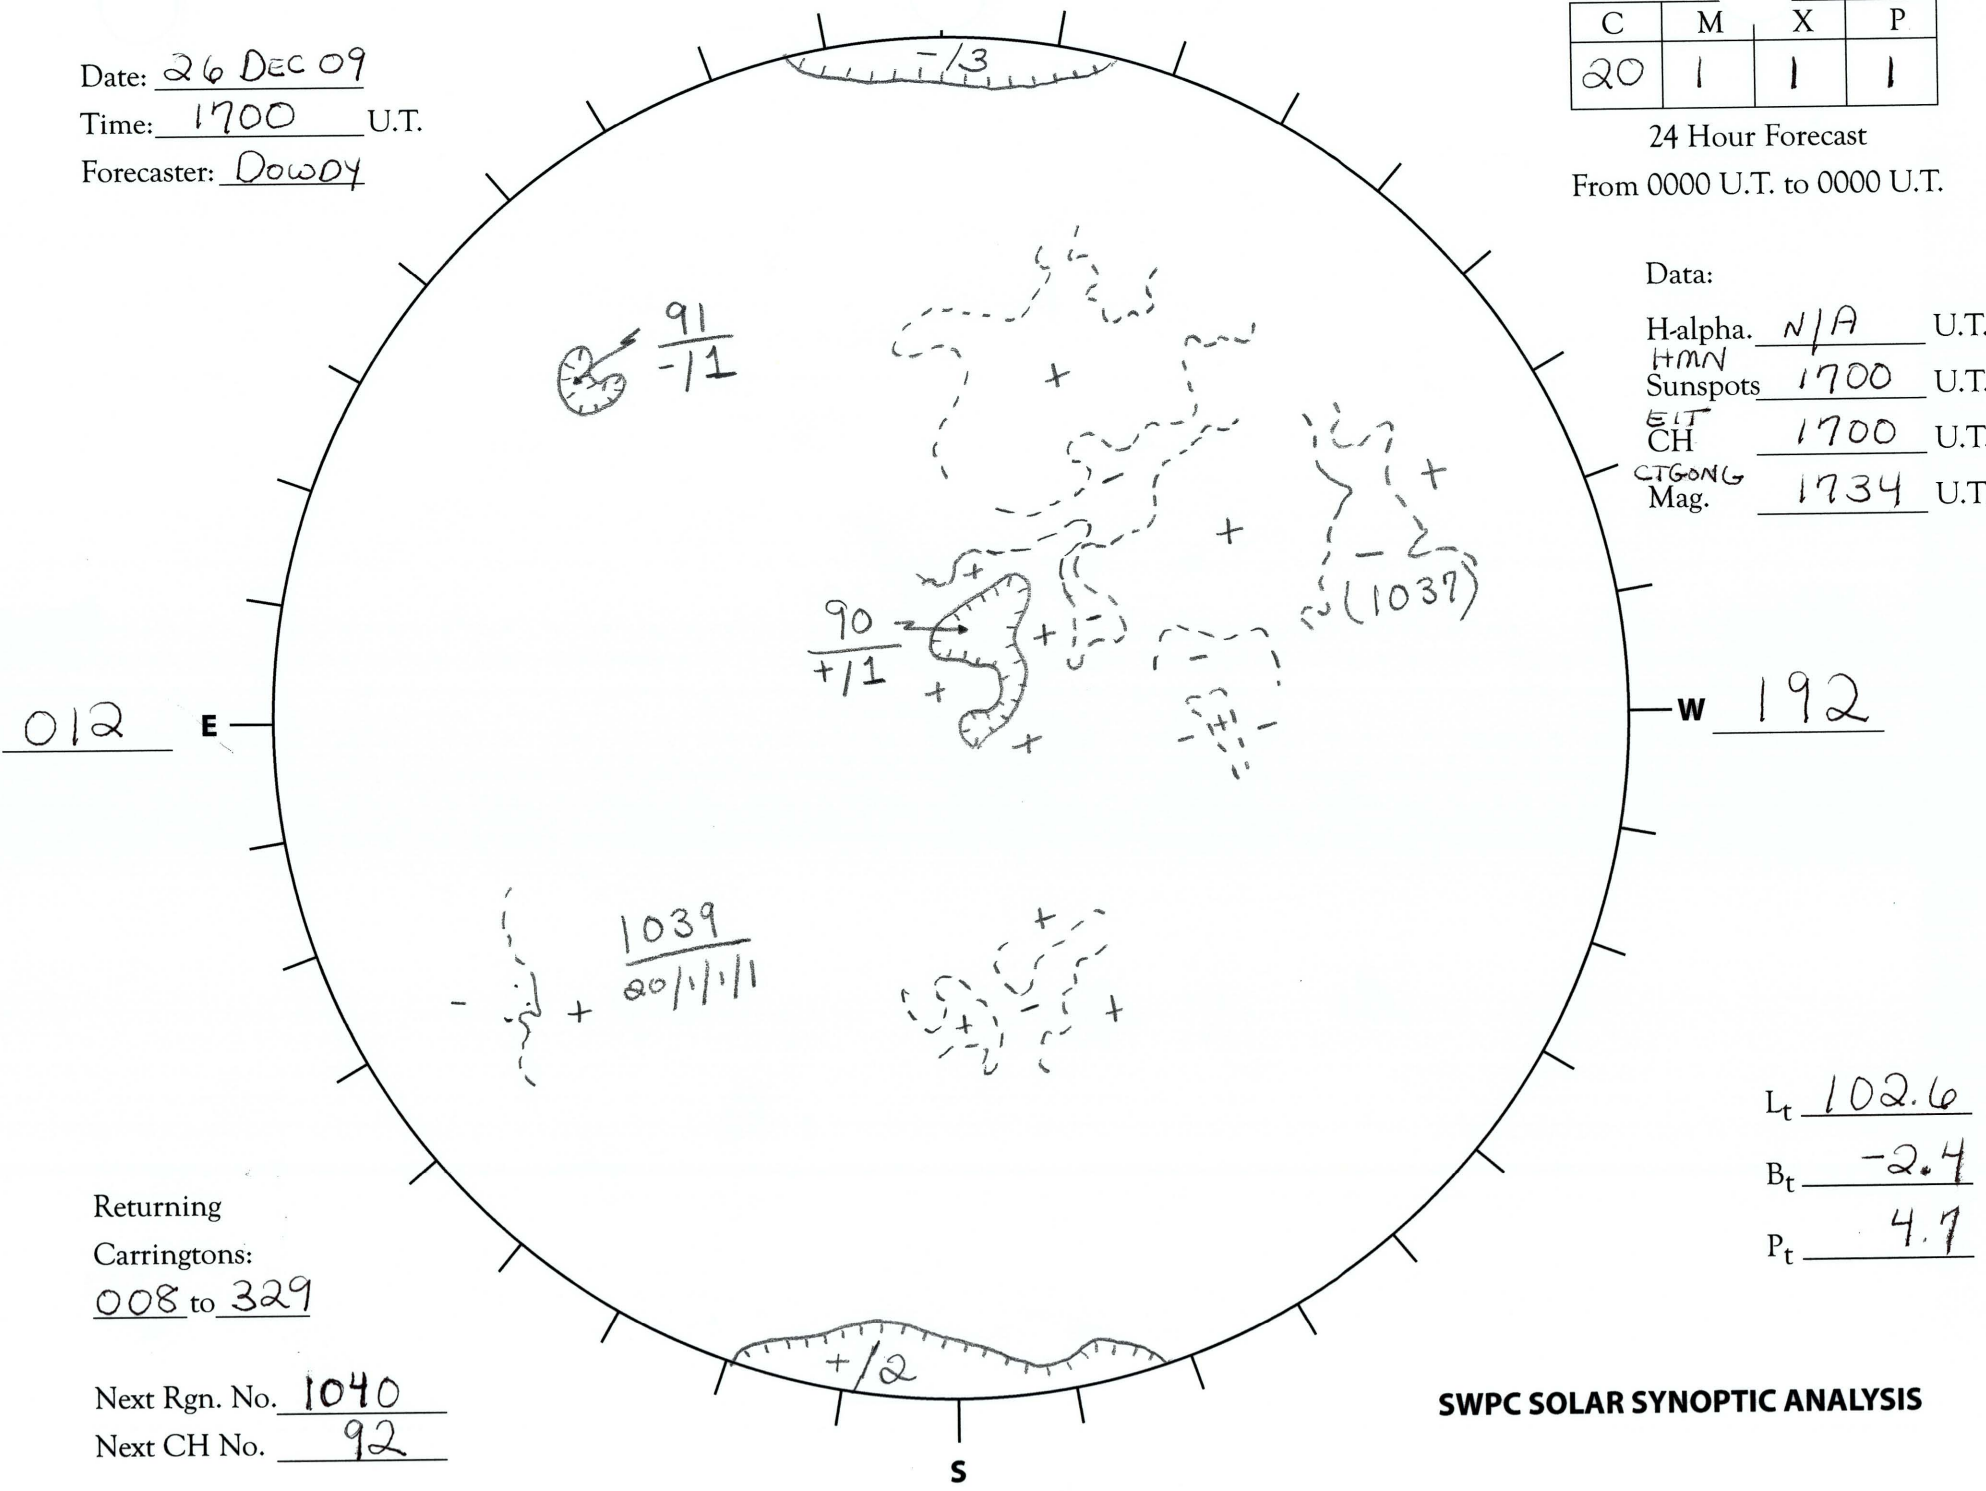 Date: 26 DEC 09
Time: 1700 U.T.
Forecaster: DOWDY
C M X P
20 1 1 1
24 Hour Forecast
From 0000 U.T. to 0000 U.T.
Data:
H-alpha. N/A U.T.
HMN
Sunspots 1700 U.T.
EIT
CH 1700 U.T.
CTGONG
Mag. 1734 U.T
-/3
91
-/1
+
-
+
+
+
- (1037)
90
+/1
+
-
+
+
-
+
-
-
012 E
W 192
1039
20/1/1/1
-
+
+
+
-
+
+/2
Lt 102.6
Bt -2.4
Pt 4.7
Returning
Carringtons:
008 to 329
Next Rgn. No. 1040
Next CH No. 92
S
SWPC SOLAR SYNOPTIC ANALYSIS